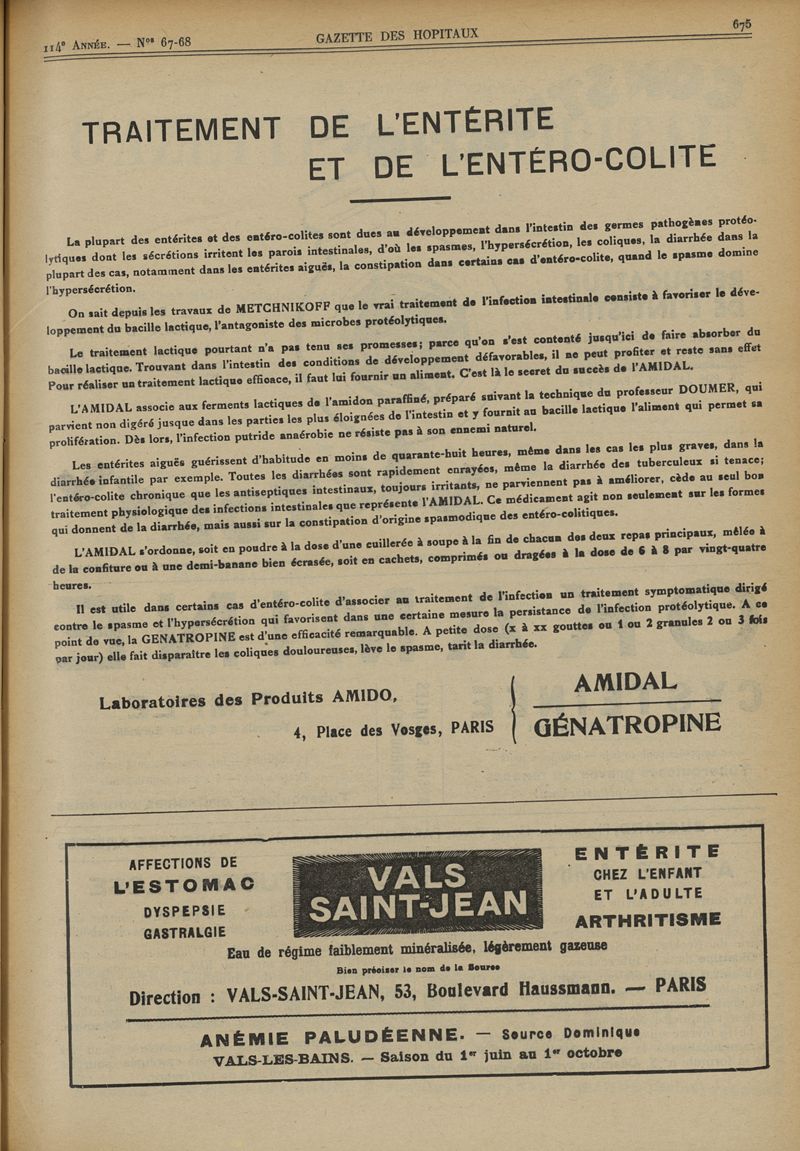 114e ANNÉE. — Nos 67-68
GAZETTE DES HOPITAUX
675
TRAITEMENT DE L'ENTÉRITE
ET DE L'ENTÉRO-COLITE
La plupart des entérites et des entéro-colites sont dues au développement dans l'intestin des germes pathogènes protéo-
lytiques dont les sécrétions irritent les parois intestinales, d'où les spasmes, l'hypersécrétion, les coliques, la diarrhée dans la
plupart des cas, notamment dans les entérites aiguës, la constipation dans certains cas d'entéro-colite, quand le spasme domine
l'hypersécrétion.
On sait depuis les travaux de METCHNIKOFF que le vrai traitement de l'infection intestinale consiste à favoriser le déve-
loppement du bacille lactique, l'antagoniste des microbes protéolytiques.
Le traitement lactique pourtant n'a pas tenu ses promesses; parce qu'on s'est contenté jusqu'ici de faire absorber du
bacille lactique. Trouvant dans l'intestin des conditions de développement défavorables, il ne peut profiter et reste sans effet
Pour réaliser un traitement lactique efficace, il faut lui fournir un aliment. C'est là le secret du succès de l'AMIDAL.
L'AMIDAL associe aux ferments lactiques de l'amidon paraffiné, préparé suivant la technique du professeur DOUMER, qui
parvient non digéré jusque dans les parties les plus éloignées de l'intestin et y fournit au bacille lactique l'aliment qui permet sa
prolifération. Dès lors, l'infection putride anaérobie ne résiste pas à son ennemi naturel.
Les entérites aiguës guérissent d'habitude en moins de quarante-huit heures, même dans les cas les plus graves, dans la
diarrhée infantile par exemple. Toutes les diarrhées sont rapidement enrayées, même la diarrhée des tuberculeux si tenace;
l'entéro-colite chronique que les antiseptiques intestinaux, toujours irritants, ne parviennent pas à améliorer, cède au seul bon
traitement physiologique des infections intestinales que représente l'AMIDAL. Ce médicament agit non seulement sur les formes
qui donnent de la diarrhée, mais aussi sur la constipation d'origine spasmodique des entéro-colitiques.
L'AMIDAL s'ordonne, soit en poudre à la dose d'une cuillerée à soupe à la fin de chacun des deux repas principaux, mêlée à
de la confiture ou à une demi-banane bien écrasée, soit en cachets, comprimés ou dragées à la dose de 6 à 8 par vingt-quatre
heures.
Il est utile dans certains cas d'entéro-colite d'associer au traitement de l'infection un traitement symptomatique dirigé
contre le spasme et l'hypersécrétion qui favorisent dans une certaine mesure la persistance de l'infection protéolytique. A ce
point de vue, la GENATROPINE est d'une efficacité remarquable. A petite dose (x à xx gouttes ou 1 ou 2 granules 2 ou 3 fois
par jour) elle fait disparaître les coliques douloureuses, lève le spasme, tarit la diarrhée.
Laboratoires des Produits AMIDO,
4, Place des Vosges, PARIS
AMIDAL
GÉNATROPINE
AFFECTIONS DE
L'ESTOMAC
DYSPEPSIE
GASTRALGIE
VALS
SAINT-JEAN
ENTÉRITE
CHEZ L'ENFANT
ET L'ADULTE
ARTHRITISME
Eau de régime faiblement minéralisée, légèrement gazeuse
Bien préciser le nom de la Source
Direction : VALS-SAINT-JEAN, 53, Boulevard Haussmann. — PARIS
ANÉMIE PALUDÉENNE. — Source Dominique
VALS-LES-BAINS. — Saison du 1er juin au 1er octobre